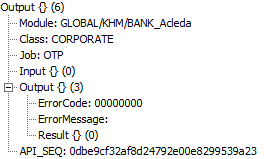 Output {} (6)
Module: GLOBAL/KHM/BANK_Acleda
Class: CORPORATE
Job: OTP
Input {} (0)
Output {} (3)
ErrorCode: 00000000
ErrorMessage:
Result {} (0)
API_SEQ: 0dbe9cf32af8d24792e00e8299539a23